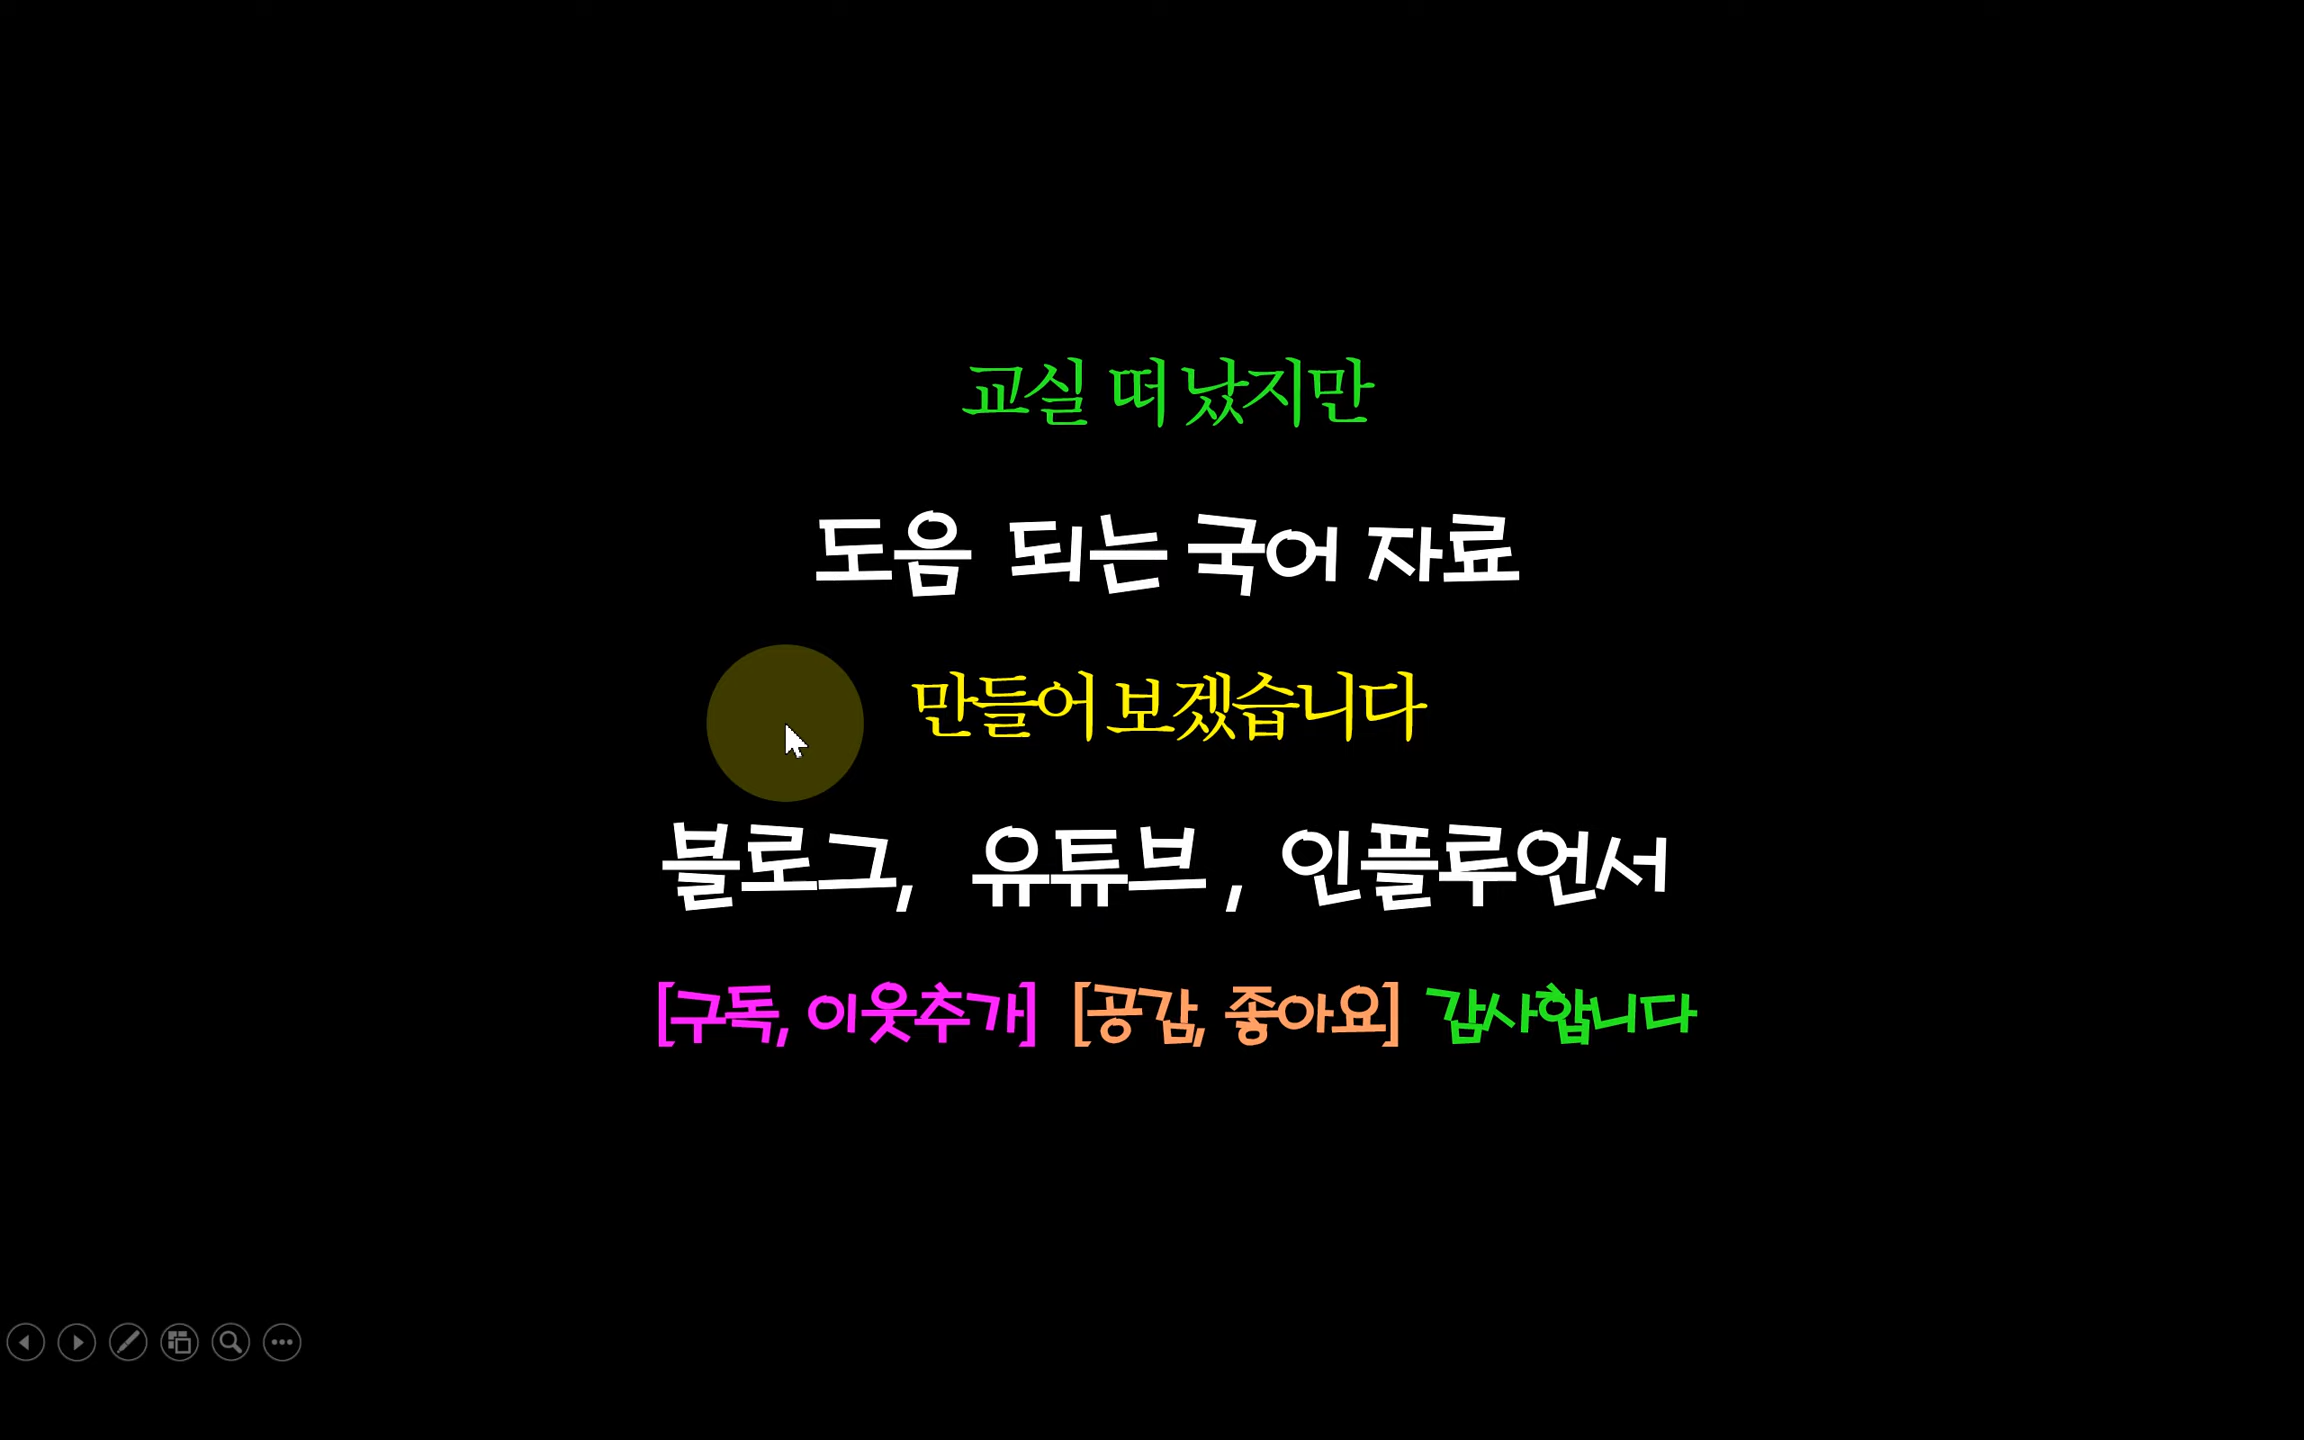 교실 떠났지만
도움 되는 국어 자료
만들어 보겠습니다
블로그, 유튜브, 인플루언서
[구독, 이웃추가] [공감, 좋아요] 감사합니다